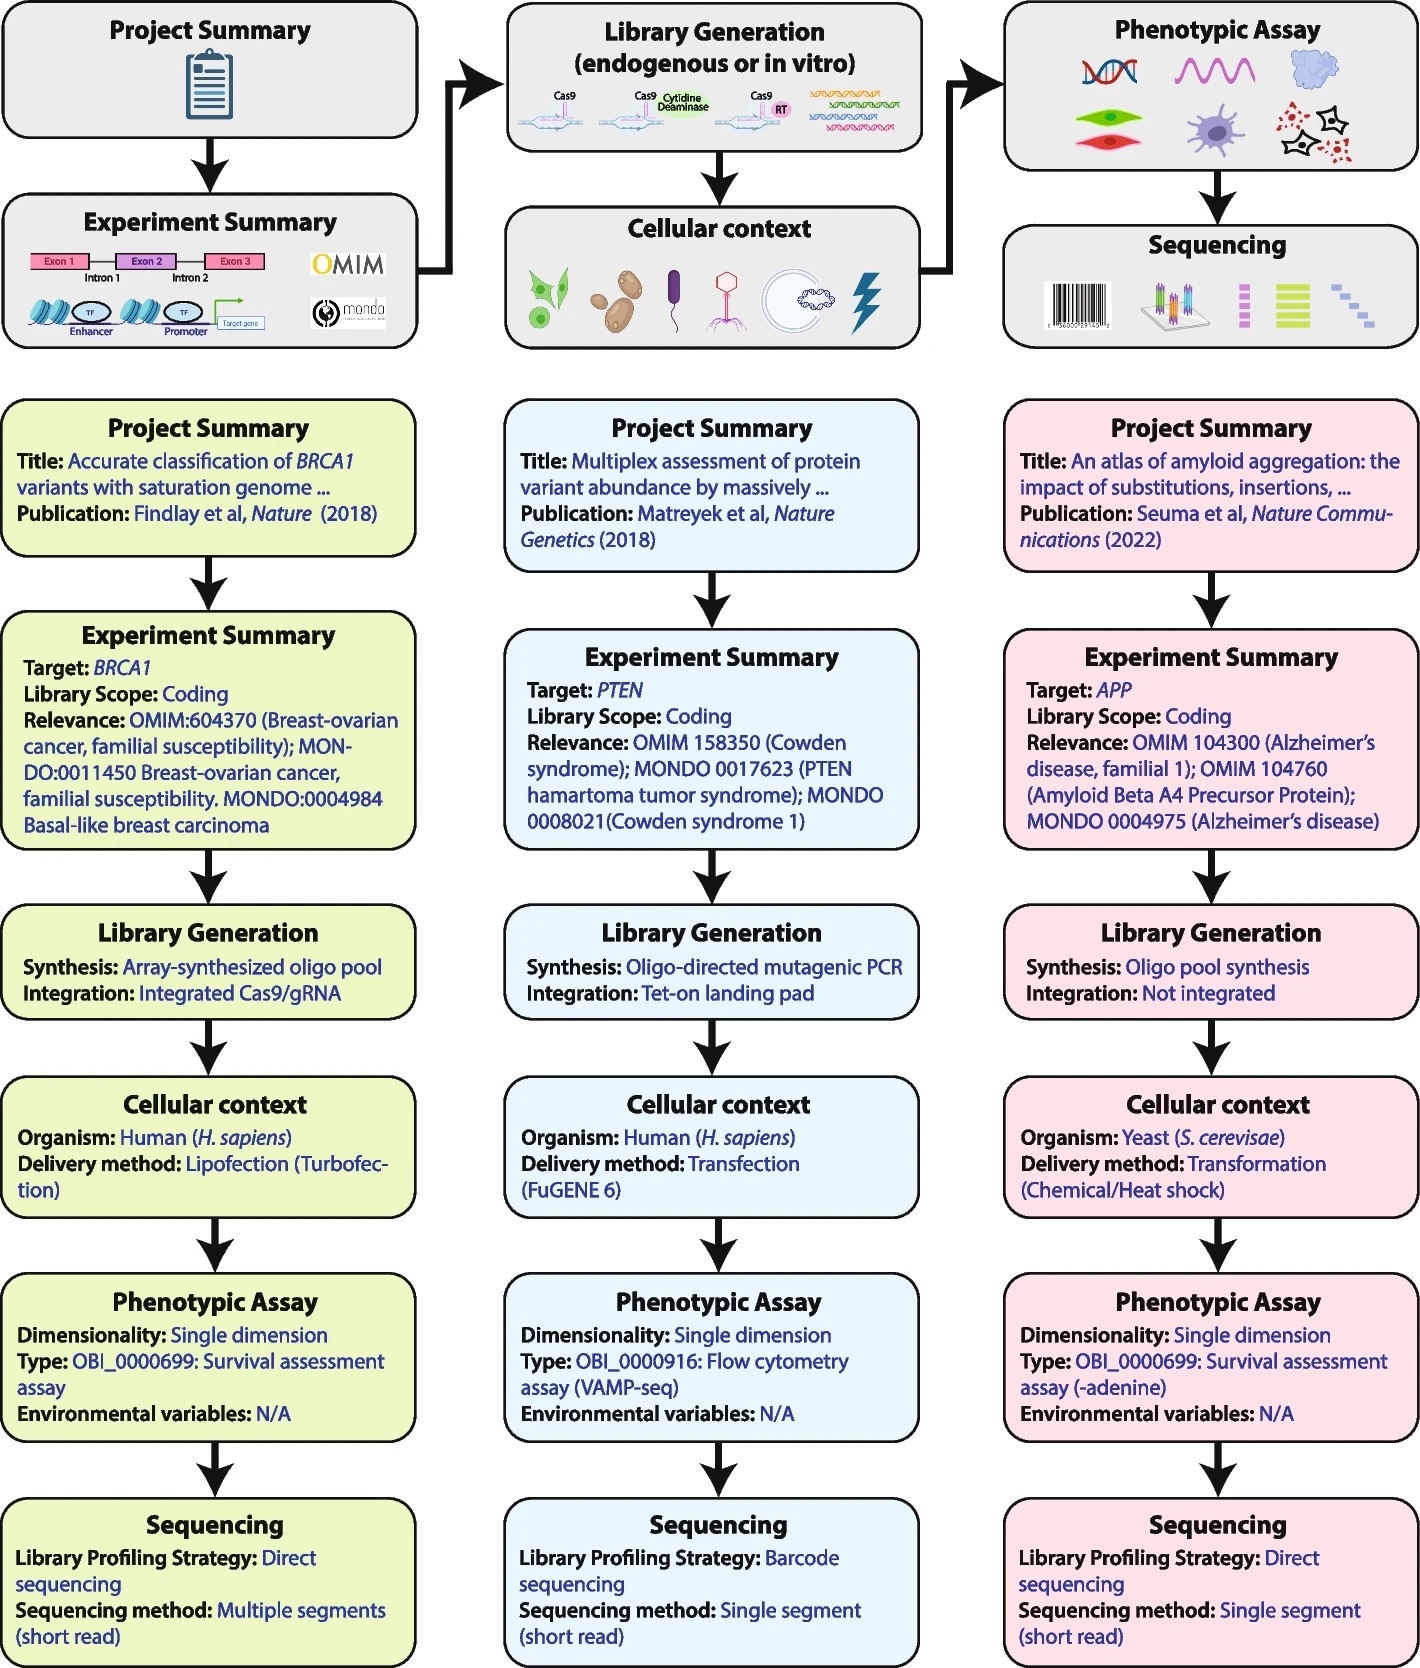 Project Summary
Experiment Summary
Exon 1
Exon 2
Exon 3
Intron 1
Intron 2
OMIM
TF
TF
Enhancer
Promoter
Target gene
mondo
Library Generation
(endogenous or in vitro)
Cas9
Cas9
Cytidine
Deaminase
Cas9
RT
Cellular context
Phenotypic Assay
Sequencing
Project Summary
Title: Accurate classification of BRCA1
variants with saturation genome ...
Publication: Findlay et al, Nature (2018)
Experiment Summary
Target: BRCA1
Library Scope: Coding
Relevance: OMIM:604370 (Breast-ovarian
cancer, familial susceptibility); MON-
DO:0011450 Breast-ovarian cancer,
familial susceptibility. MONDO:0004984
Basal-like breast carcinoma
Library Generation
Synthesis: Array-synthesized oligo pool
Integration: Integrated Cas9/gRNA
Cellular context
Organism: Human (H. sapiens)
Delivery method: Lipofection (Turbofec-
tion)
Phenotypic Assay
Dimensionality: Single dimension
Type: OBI_0000699: Survival assessment
assay
Environmental variables: N/A
Sequencing
Library Profiling Strategy: Direct
sequencing
Sequencing method: Multiple segments
(short read)
Project Summary
Title: Multiplex assessment of protein
variant abundance by massively ...
Publication: Matreyek et al, Nature
Genetics (2018)
Experiment Summary
Target: PTEN
Library Scope: Coding
Relevance: OMIM 158350 (Cowden
syndrome); MONDO 0017623 (PTEN
hamartoma tumor syndrome); MONDO
0008021(Cowden syndrome 1)
Library Generation
Synthesis: Oligo-directed mutagenic PCR
Integration: Tet-on landing pad
Cellular context
Organism: Human (H. sapiens)
Delivery method: Transfection
(FuGENE 6)
Phenotypic Assay
Dimensionality: Single dimension
Type: OBI_0000916: Flow cytometry
assay (VAMP-seq)
Environmental variables: N/A
Sequencing
Library Profiling Strategy: Barcode
sequencing
Sequencing method: Single segment
(short read)
Project Summary
Title: An atlas of amyloid aggregation: the
impact of substitutions, insertions, ...
Publication: Seuma et al, Nature Commu-
nications (2022)
Experiment Summary
Target: APP
Library Scope: Coding
Relevance: OMIM 104300 (Alzheimer's
disease, familial 1); OMIM 104760
(Amyloid Beta A4 Precursor Protein);
MONDO 0004975 (Alzheimer's disease)
Library Generation
Synthesis: Oligo pool synthesis
Integration: Not integrated
Cellular context
Organism: Yeast (S. cerevisae)
Delivery method: Transformation
(Chemical/Heat shock)
Phenotypic Assay
Dimensionality: Single dimension
Type: OBI_0000699: Survival assessment
assay (-adenine)
Environmental variables: N/A
Sequencing
Library Profiling Strategy: Direct
sequencing
Sequencing method: Single segment
(short read)